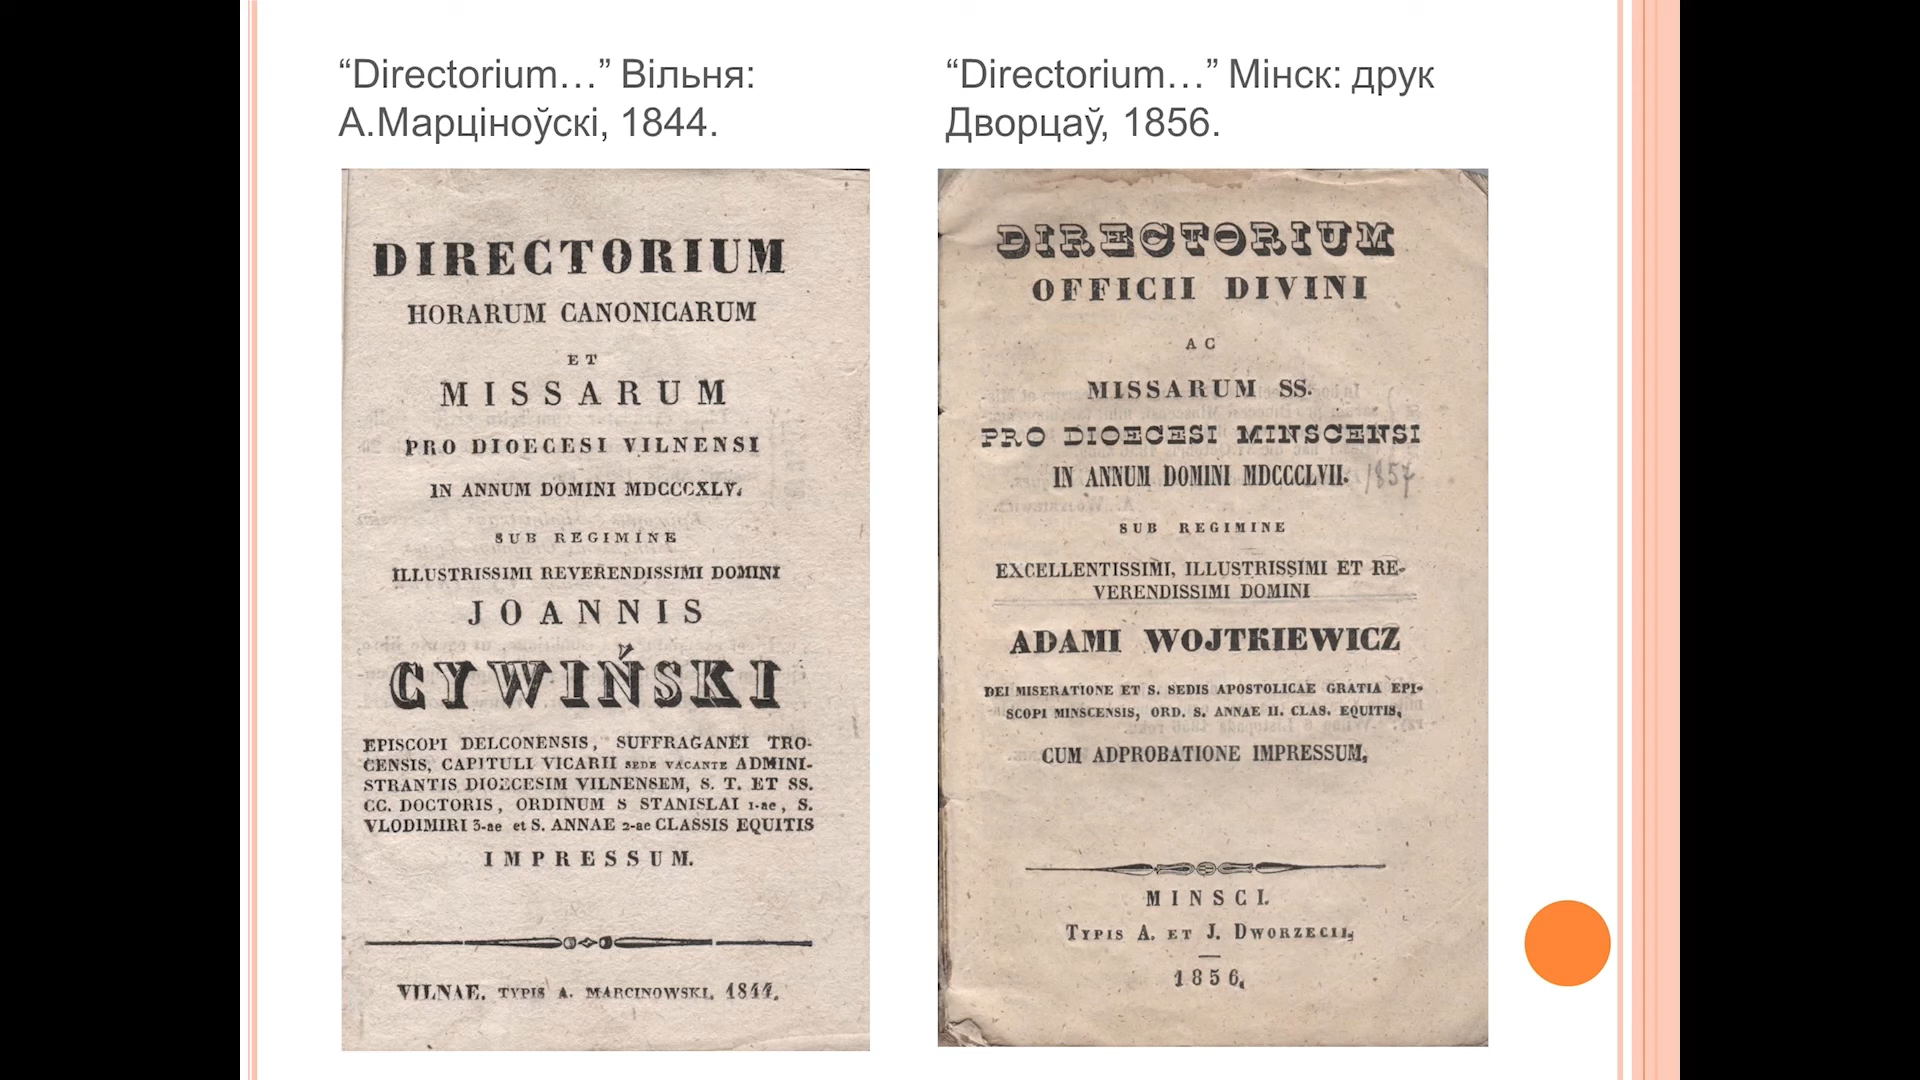 “Directorium…” Вільня:
А.Марціноўскі, 1844.
DIRECTORIUM
HORARUM CANONICARUM
ET
MISSARUM
PRO DIOECESI VILNENSI
IN ANNUM DOMINI MDCCCXLV.
SUB REGIMINE
ILLUSTRISSIMI REVERENDISSIMI DOMINI
JOANNIS
CYWIŃSKI
EPISCOPI DELCONENSIS, SUFFRAGANEI TRO-
CENSIS, CAPITULI VICARII SEDE VACANTE ADMINI-
STRANTIS DIOECESIM VILNENSEM, S. T. ET SS.
CC. DOCTORIS, ORDINUM S STANISLAI 1-ae, S.
VLODIMIRI 3-ae et S. ANNAE 2-ae CLASSIS EQUITIS
IMPRESSUM.
VILNAE. TYPIS A. MARCINOWSKI. 1844.
“Directorium…” Мінск: друк
Дворцаў, 1856.
DIRECTORIUM
OFFICII DIVINI
AC
MISSARUM SS.
PRO DIOECESI MINSCENSI
IN ANNUM DOMINI MDCCCLVII. 1857
SUB REGIMINE
EXCELLENTISSIMI, ILLUSTRISSIMI ET RE-
VERENDISSIMI DOMINI
ADAMI WOJTKIEWICZ
DEI MISERATIONE ET S. SEDIS APOSTOLICAE GRATIA EPI-
SCOPI MINSCENSIS, ORD. S. ANNAE II. CLAS. EQUITIS,
CUM ADPROBATIONE IMPRESSUM.
MINSCI.
TYPIS A. ET J. DWORZECII,
1856.